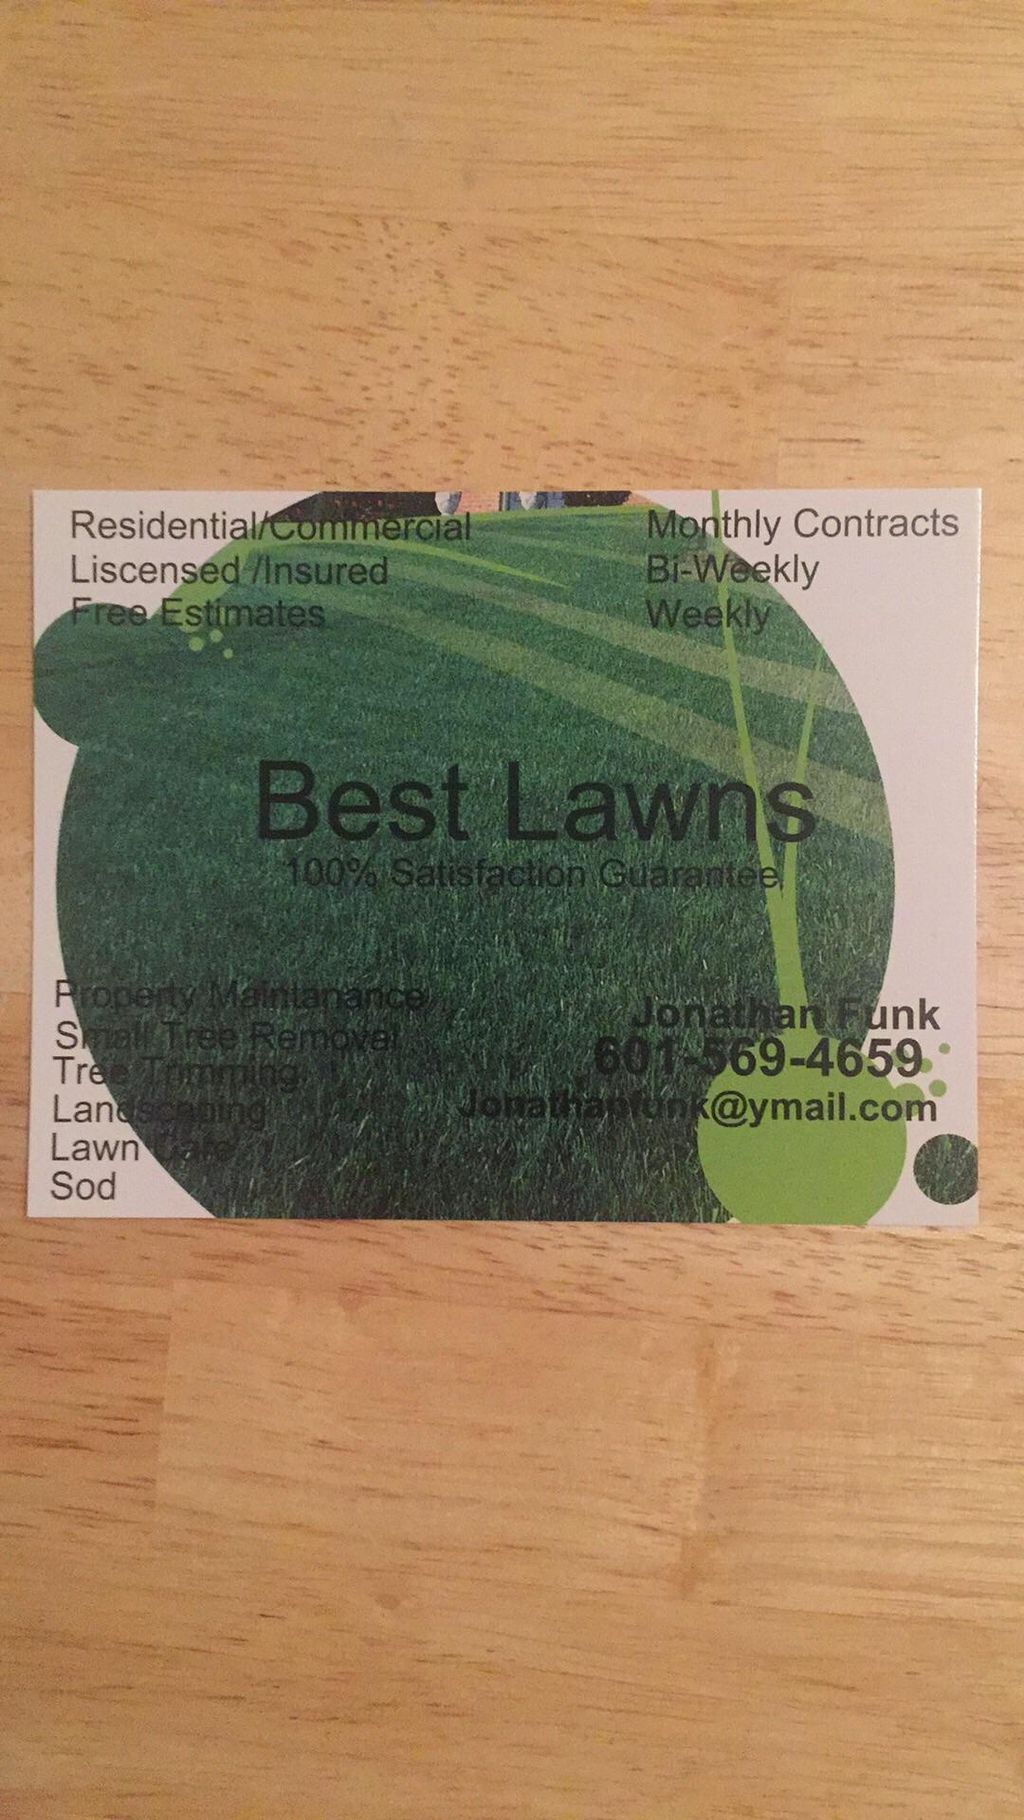 Residential/Commercial
Liscensed /Insured
Free Estimates
Monthly Contracts
Bi-Weekly
Weekly
Best Lawns
100% Satisfaction Guarantee
Property Maintanance
Small Tree Removal
Tree Trimming
Landscaping
Lawn Care
Sod
Jonathan Funk
601-569-4659
Jonathanfunk@ymail.com